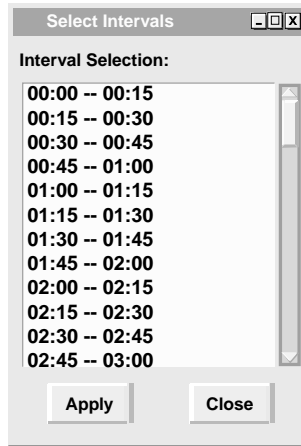 Select Intervals
Interval Selection:
00:00 -- 00:15
00:15 -- 00:30
00:30 -- 00:45
00:45 -- 01:00
01:00 -- 01:15
01:15 -- 01:30
01:30 -- 01:45
01:45 -- 02:00
02:00 -- 02:15
02:15 -- 02:30
02:30 -- 02:45
02:45 -- 03:00
Apply Close